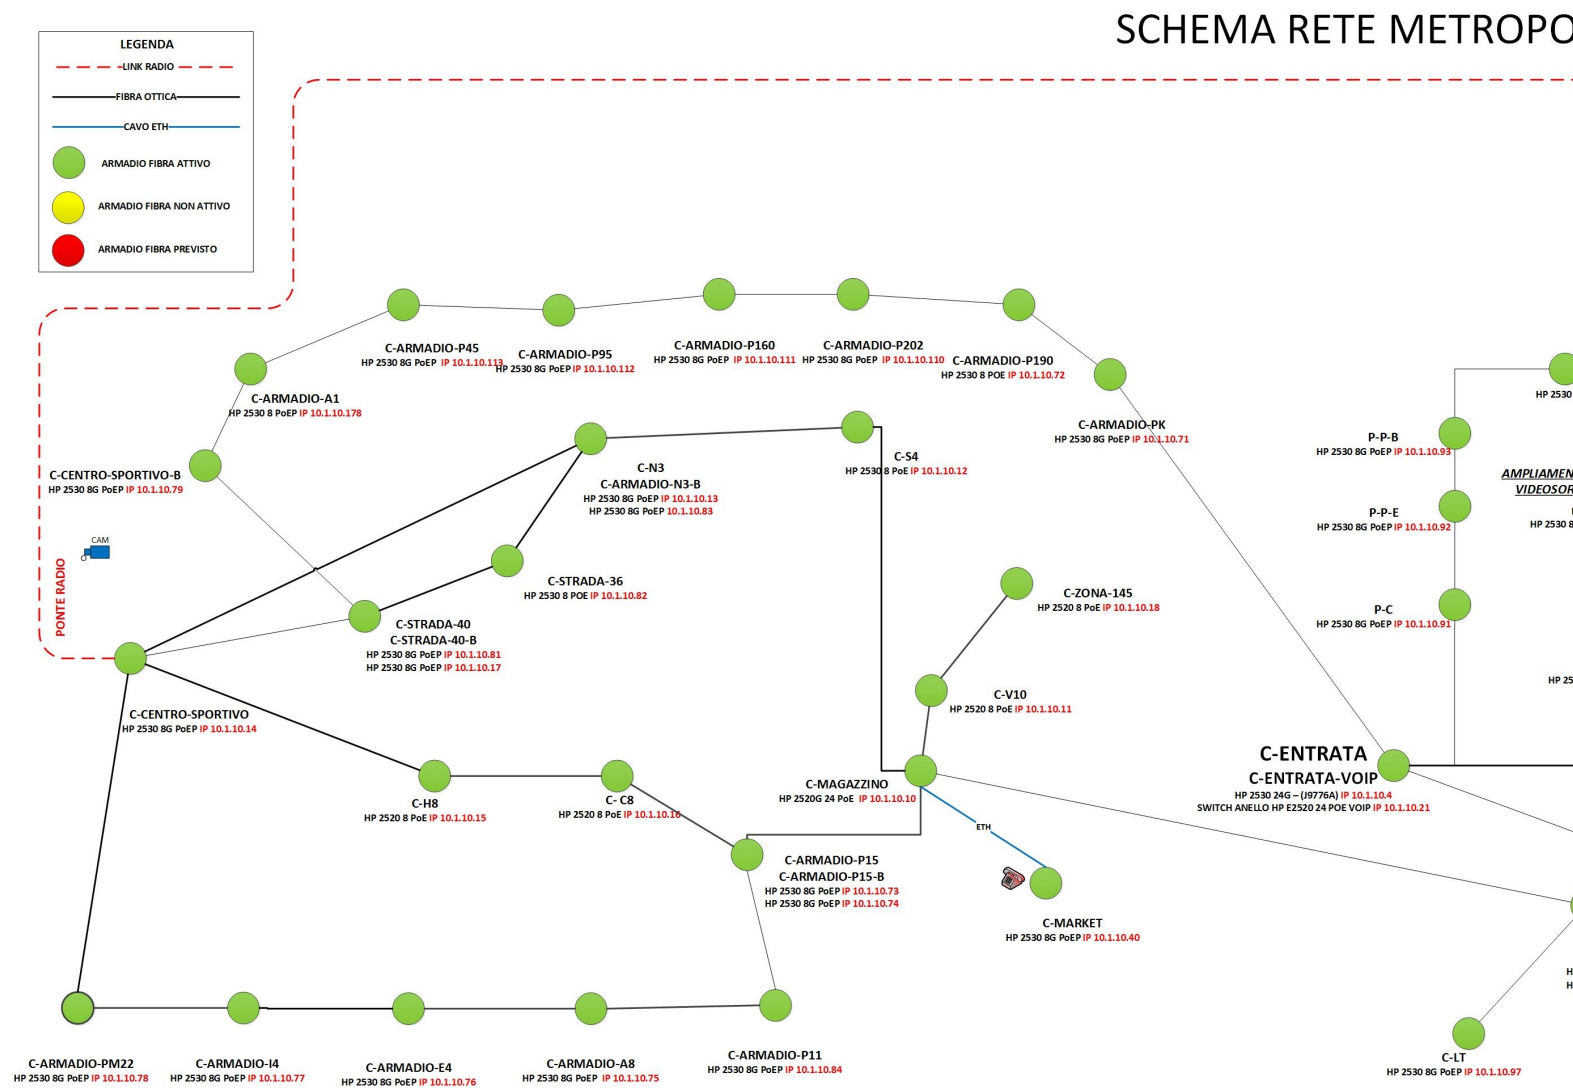 SCHEMA RETE METROPO
LEGENDA
LINK RADIO
FIBRA OTTICA
CAVO ETH
ARMADIO FIBRA ATTIVO
ARMADIO FIBRA NON ATTIVO
ARMADIO FIBRA PREVISTO
C-ARMADIO-P45
HP 2530 8G PoEP IP 10.1.10.113
C-ARMADIO-P95
HP 2530 8G PoEP IP 10.1.10.112
C-ARMADIO-P160
HP 2530 8G PoEP IP 10.1.10.111
C-ARMADIO-P202
HP 2530 8G PoEP IP 10.1.10.110
C-ARMADIO-P190
HP 2530 8 POE IP 10.1.10.72
C-ARMADIO-A1
HP 2530 8 PoEP IP 10.1.10.178
C-ARMADIO-PK
HP 2530 8G PoEP IP 10.1.10.71
HP 2530
P-P-B
HP 2530 8G PoEP IP 10.1.10.93
C-CENTRO-SPORTIVO-B
HP 2530 8G PoEP IP 10.1.10.79
C-N3
C-ARMADIO-N3-B
HP 2530 8G PoEP IP 10.1.10.13
HP 2530 8G PoEP 10.1.10.83
C-S4
HP 2530 8 PoE IP 10.1.10.12
AMPLIAMEN
VIDEOSOR
HP 2530 8
P-P-E
HP 2530 8G PoEP IP 10.1.10.92
CAM
PONTE RADIO
C-STRADA-36
HP 2530 8 POE IP 10.1.10.82
C-ZONA-145
HP 2520 8 PoE IP 10.1.10.18
P-C
HP 2530 8G PoEP IP 10.1.10.91
C-STRADA-40
C-STRADA-40-B
HP 2530 8G PoEP IP 10.1.10.81
HP 2530 8G PoEP IP 10.1.10.17
HP 25
C-V10
HP 2520 8 PoE IP 10.1.10.11
C-CENTRO-SPORTIVO
HP 2530 8G PoEP IP 10.1.10.14
C-ENTRATA
C-ENTRATA-VOIP
HP 2530 24G – (J9776A) IP 10.1.10.4
SWITCH ANELLO HP E2520 24 POE VOIP IP 10.1.10.21
C-MAGAZZINO
HP 2520G 24 PoE IP 10.1.10.10
C-H8
HP 2520 8 PoE IP 10.1.10.15
C- C8
HP 2520 8 PoE IP 10.1.10.16
ETH
C-ARMADIO-P15
C-ARMADIO-P15-B
HP 2530 8G PoEP IP 10.1.10.73
HP 2530 8G PoEP IP 10.1.10.74
C-MARKET
HP 2530 8G PoEP IP 10.1.10.40
H
H
C-ARMADIO-PM22
HP 2530 8G PoEP IP 10.1.10.78
C-ARMADIO-I4
HP 2530 8G PoEP IP 10.1.10.77
C-ARMADIO-E4
HP 2530 8G PoEP IP 10.1.10.76
C-ARMADIO-A8
HP 2530 8G PoEP IP 10.1.10.75
C-ARMADIO-P11
HP 2530 8G PoEP IP 10.1.10.84
C-LT
HP 2530 8G PoEP IP 10.1.10.97